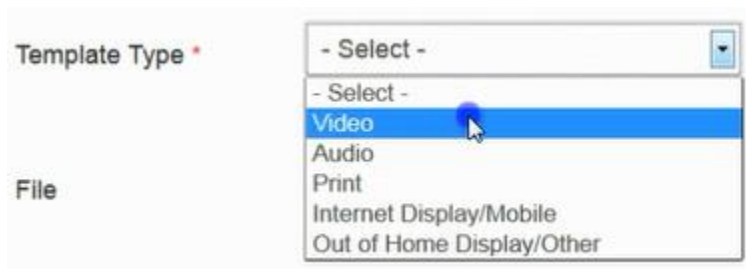 Template Type * - Select -
- Select -
Video
Audio
File
Print
Internet Display/Mobile
Out of Home Display/Other